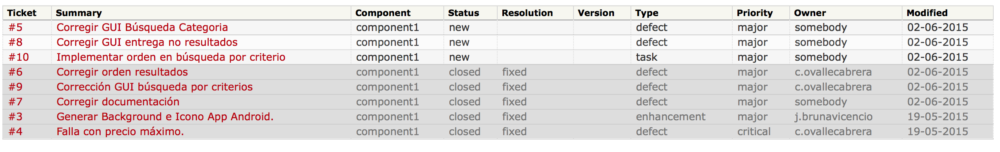 Ticket Summary Component Status Resolution Version Type Priority Owner Modified
#5 Corregir GUI Búsqueda Categoria component1 new defect major somebody 02-06-2015
#8 Corregir GUI entrega no resultados component1 new defect major somebody 02-06-2015
#10 Implementar orden en búsqueda por criterio component1 new task major somebody 02-06-2015
#6 Corregir orden resultados component1 closed fixed defect major c.ovallecabrera 02-06-2015
#9 Corrección GUI búsqueda por criterios component1 closed fixed defect major c.ovallecabrera 02-06-2015
#7 Corregir documentación component1 closed fixed defect major somebody 02-06-2015
#3 Generar Background e Icono App Android. component1 closed fixed enhancement major j.brunavicencio 19-05-2015
#4 Falla con precio máximo. component1 closed fixed defect critical c.ovallecabrera 19-05-2015